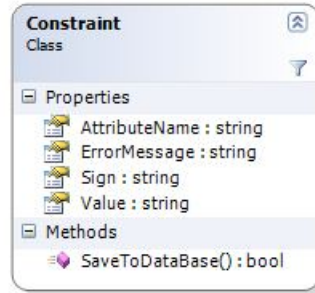 Constraint
Class
Properties
AttributeName : string
ErrorMessage : string
Sign : string
Value : string
Methods
SaveToDataBase() : bool